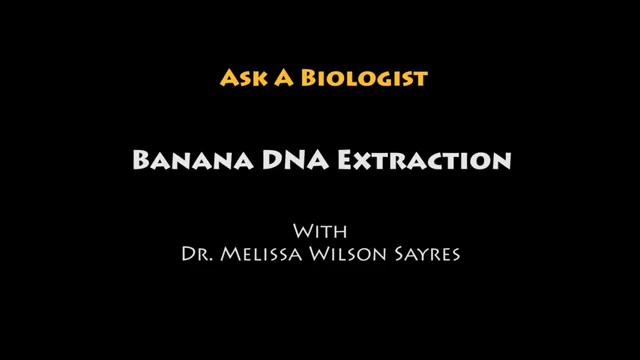 Ask A Biologist
Banana DNA Extraction
With
Dr. Melissa Wilson Sayres